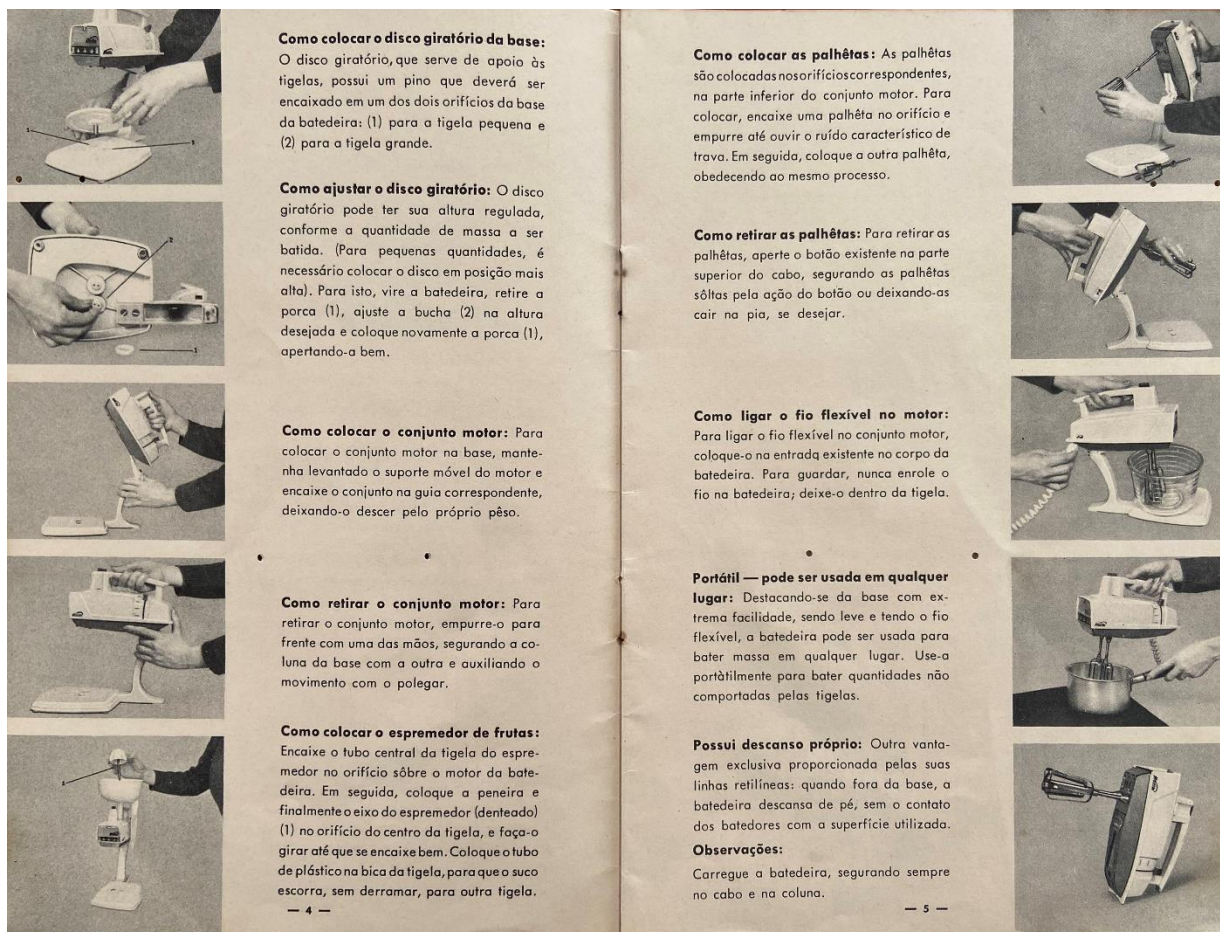 Como colocar o disco giratório da base:
O disco giratório, que serve de apoio às
tigelas, possui um pino que deverá ser
encaixado em um dos dois orifícios da base
da batedeira: (1) para a tigela pequena e
(2) para a tigela grande.
Como ajustar o disco giratório: O disco
giratório pode ter sua altura regulada,
conforme a quantidade de massa a ser
batida. (Para pequenas quantidades, é
necessário colocar o disco em posição mais
alta). Para isto, vire a batedeira, retire a
porca (1), ajuste a bucha (2) na altura
desejada e coloque novamente a porca (1),
apertando-a bem.
Como colocar o conjunto motor: Para
colocar o conjunto motor na base, mante-
nha levantado o suporte móvel do motor e
encaixe o conjunto na guia correspondente,
deixando-o descer pelo próprio pêso.
Como retirar o conjunto motor: Para
retirar o conjunto motor, empurre-o para
frente com uma das mãos, segurando a co-
luna da base com a outra e auxiliando o
movimento com o polegar.
Como colocar o espremedor de frutas:
Encaixe o tubo central da tigela do espre-
medor no orifício sôbre o motor da bate-
deira. Em seguida, coloque a peneira e
finalmente o eixo do espremedor (denteado)
(1) no orifício do centro da tigela, e faça-o
girar até que se encaixe bem. Coloque o tubo
de plástico na bica da tigela, para que o suco
escorra, sem derramar, para outra tigela.
— 4 —
Como colocar as palhêtas: As palhêtas
são colocadas nos orifícios correspondentes,
na parte inferior do conjunto motor. Para
colocar, encaixe uma palhêta no orifício e
empurre até ouvir o ruído característico de
trava. Em seguida, coloque a outra palhêta,
obedecendo ao mesmo processo.
Como retirar as palhêtas: Para retirar as
palhêtas, aperte o botão existente na parte
superior do cabo, segurando as palhêtas
sôltas pela ação do botão ou deixando-as
cair na pia, se desejar.
Como ligar o fio flexível no motor:
Para ligar o fio flexível no conjunto motor,
coloque-o na entradq existente no corpo da
batedeira. Para guardar, nunca enrole o
fio na batedeira; deixe-o dentro da tigela.
Portátil — pode ser usada em qualquer
lugar: Destacando-se da base com ex-
trema facilidade, sendo leve e tendo o fio
flexível, a batedeira pode ser usada para
bater massa em qualquer lugar. Use-a
portàtilmente para bater quantidades não
comportadas pelas tigelas.
Possui descanso próprio: Outra vanta-
gem exclusiva proporcionada pelas suas
linhas retilíneas: quando fora da base, a
batedeira descansa de pé, sem o contato
dos batedores com a superfície utilizada.
Observações:
Carregue a batedeira, segurando sempre
no cabo e na coluna.
— 5 —